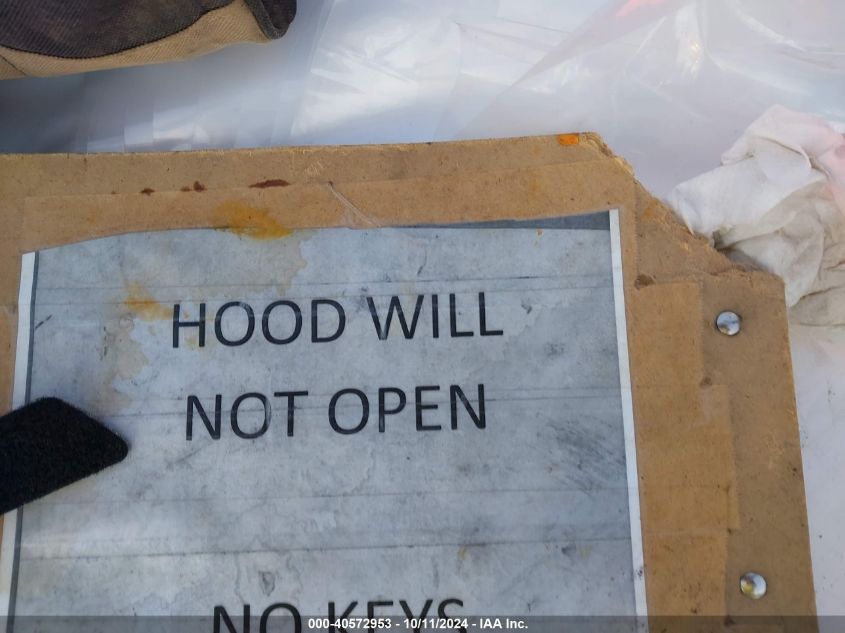 HOOD WILL
NOT OPEN
NO KEYS
000-40572953 - 10/11/2024 - IAA Inc.